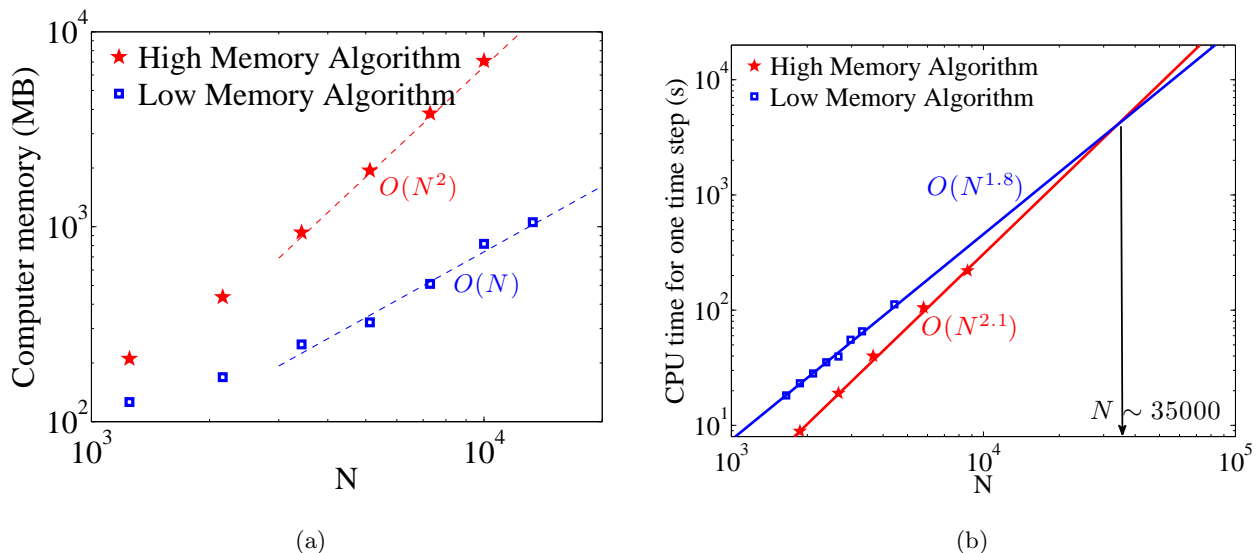 10^4
High Memory Algorithm
Low Memory Algorithm
10^3
10^2
Computer memory (MB)
O(N^2)
O(N)
10^3
10^4
N
(a)
10^4
High Memory Algorithm
Low Memory Algorithm
10^3
10^2
10^1
CPU time for one time step (s)
O(N^{1.8})
O(N^{2.1})
N ~ 35000
10^3
10^4
10^5
N
(b)